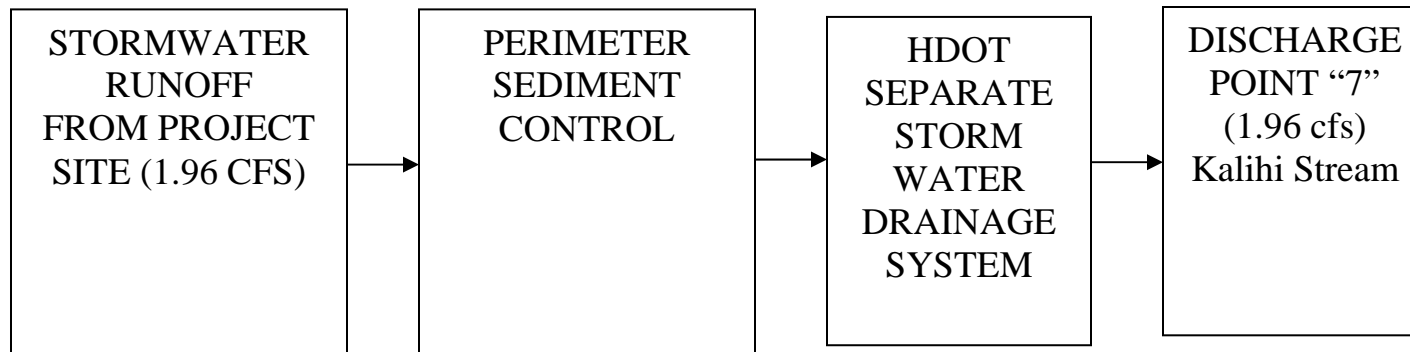 STORMWATER
RUNOFF
FROM PROJECT
SITE (1.96 CFS)
PERIMETER
SEDIMENT
CONTROL
HDOT
SEPARATE
STORM
WATER
DRAINAGE
SYSTEM
DISCHARGE
POINT “7”
(1.96 cfs)
Kalihi Stream